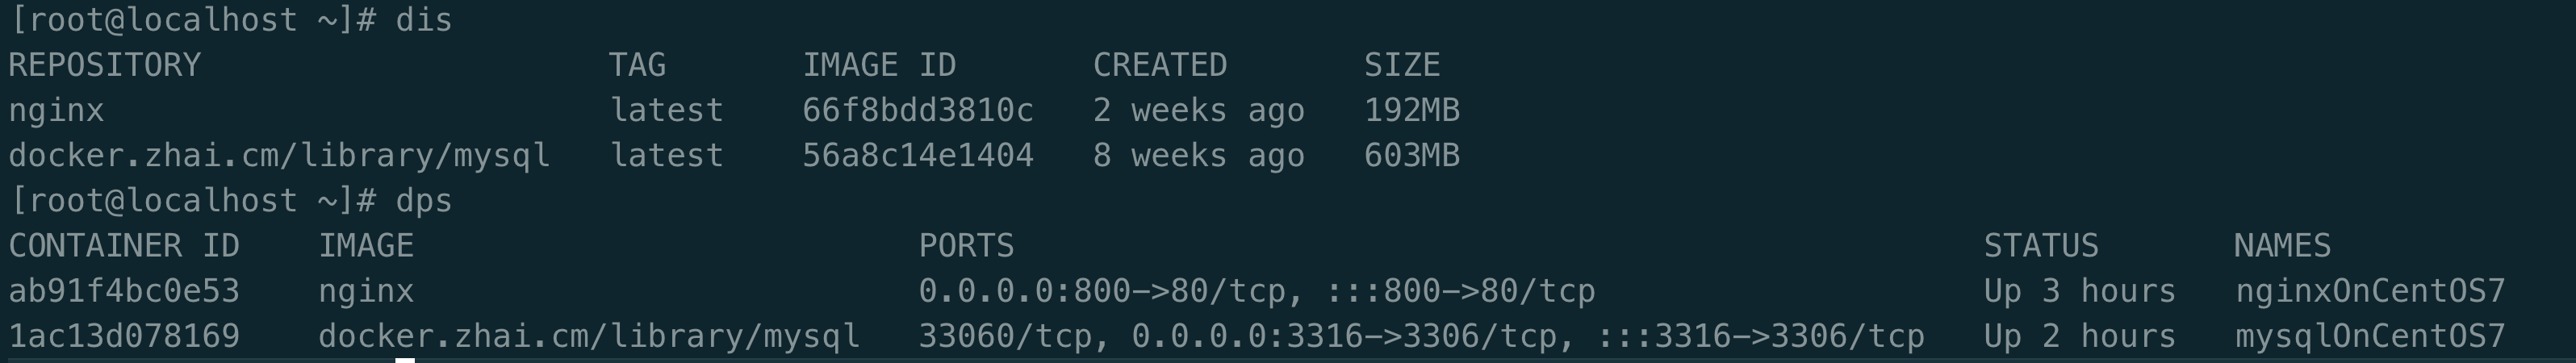 [root@localhost ~]# dis
REPOSITORY                     TAG       IMAGE ID       CREATED       SIZE
nginx                          latest    66f8bdd3810c   2 weeks ago   192MB
docker.zhai.cm/library/mysql   latest    56a8c14e1404   8 weeks ago   603MB
[root@localhost ~]# dps
CONTAINER ID    IMAGE                          PORTS                                                  STATUS       NAMES
ab91f4bc0e53    nginx                          0.0.0.0:800->80/tcp, :::800->80/tcp                    Up 3 hours   nginxOnCentOS7
1ac13d078169    docker.zhai.cm/library/mysql   33060/tcp, 0.0.0.0:3316->3306/tcp, :::3316->3306/tcp   Up 2 hours   mysqlOnCentOS7